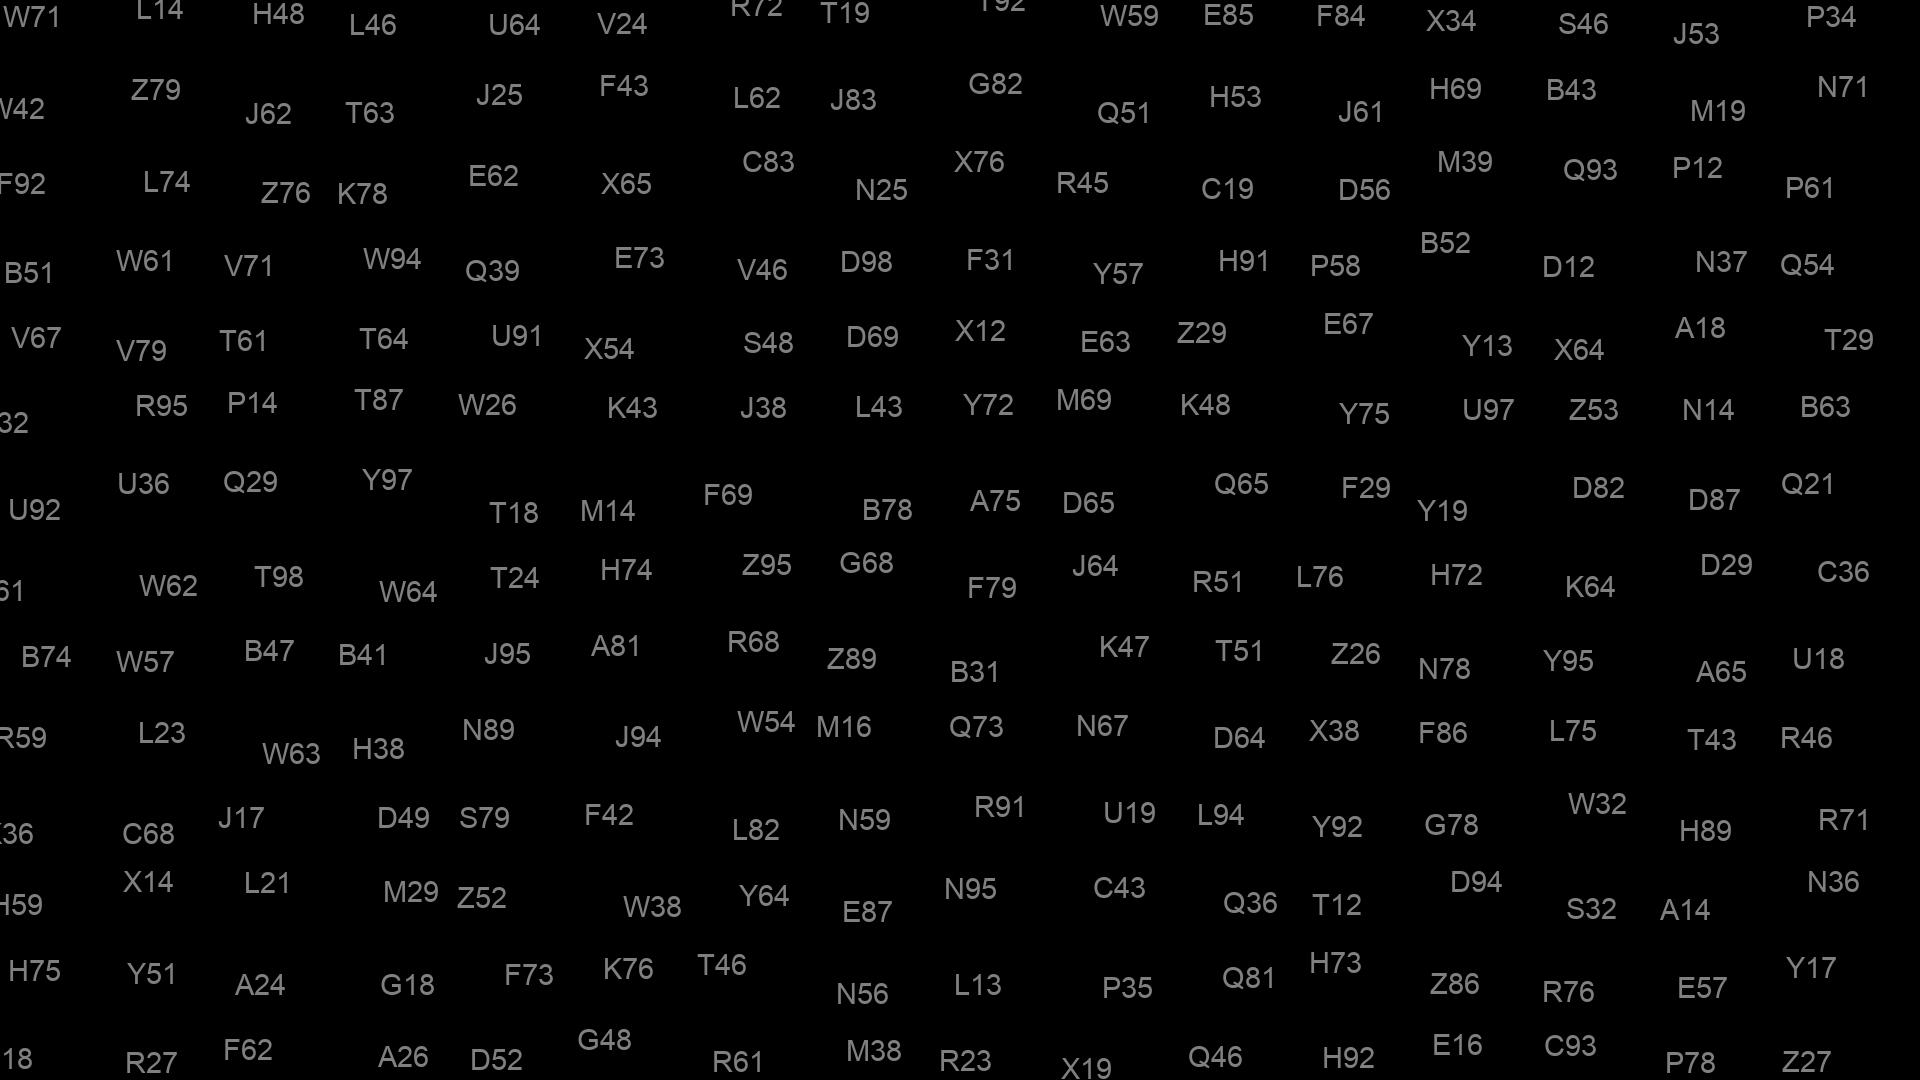 W71 L14 H48 L46 U64 V24 R72 T19 T92 W59 E85 F84 X34 S46 J53 P34
W42 Z79 J62 T63 J25 F43 L62 J83 G82 Q51 H53 J61 H69 B43 M19 N71
F92 L74 Z76 K78 E62 X65 C83 N25 X76 R45 C19 D56 M39 Q93 P12 P61
B51 W61 V71 W94 Q39 E73 V46 D98 F31 Y57 H91 P58 B52 D12 N37 Q54
V67 V79 T61 T64 U91 X54 S48 D69 X12 E63 Z29 E67 Y13 X64 A18 T29
32 R95 P14 T87 W26 K43 J38 L43 Y72 M69 K48 Y75 U97 Z53 N14 B63
U92 U36 Q29 Y97 T18 M14 F69 B78 A75 D65 Q65 F29 Y19 D82 D87 Q21
61 W62 T98 W64 T24 H74 Z95 G68 F79 J64 R51 L76 H72 K64 D29 C36
B74 W57 B47 B41 J95 A81 R68 Z89 B31 K47 T51 Z26 N78 Y95 A65 U18
R59 L23 W63 H38 N89 J94 W54 M16 Q73 N67 D64 X38 F86 L75 T43 R46
36 C68 J17 D49 S79 F42 L82 N59 R91 U19 L94 Y92 G78 W32 H89 R71
H59 X14 L21 M29 Z52 W38 Y64 E87 N95 C43 Q36 T12 D94 S32 A14 N36
H75 Y51 A24 G18 F73 K76 T46 N56 L13 P35 Q81 H73 Z86 R76 E57 Y17
18 R27 F62 A26 D52 G48 R61 M38 R23 X19 Q46 H92 E16 C93 P78 Z27